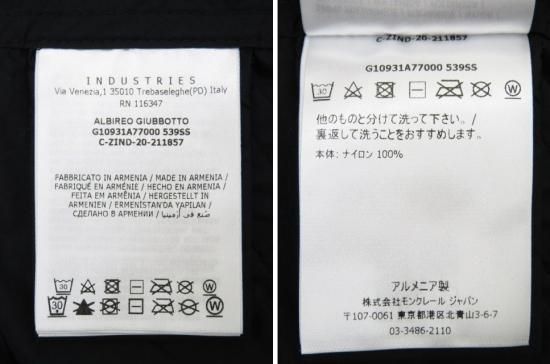 INDUSTRIES
Via Venezia,1 35010 Trebaseleghe(PD) Italy
RN 116347
ALBIREO GIUBBOTTO
G10931A77000 539SS
C-ZIND-20-211857
FABBRICATO IN ARMENIA / MADE IN ARMENIA /
FABRIQUÉ EN ARMÉNIE / HECHO EN ARMENIA /
FEITA EM ARMÊNIA / HERGESTELLT IN
ARMENIEN / ERMENİSTAN'DA YAPILAN /
СДЕЛАНО В АРМЕНИИ / صنع في أرمينيا
30
30
C-ZIND-20-211857
G10931A77000 539SS
30
他のものと分けて洗って下さい。/
裏返して洗うことをおすすめします。
本体: ナイロン 100%
アルメニア製
株式会社モンクレール ジャパン
〒107-0061 東京都港区北青山3-6-7
03-3486-2110